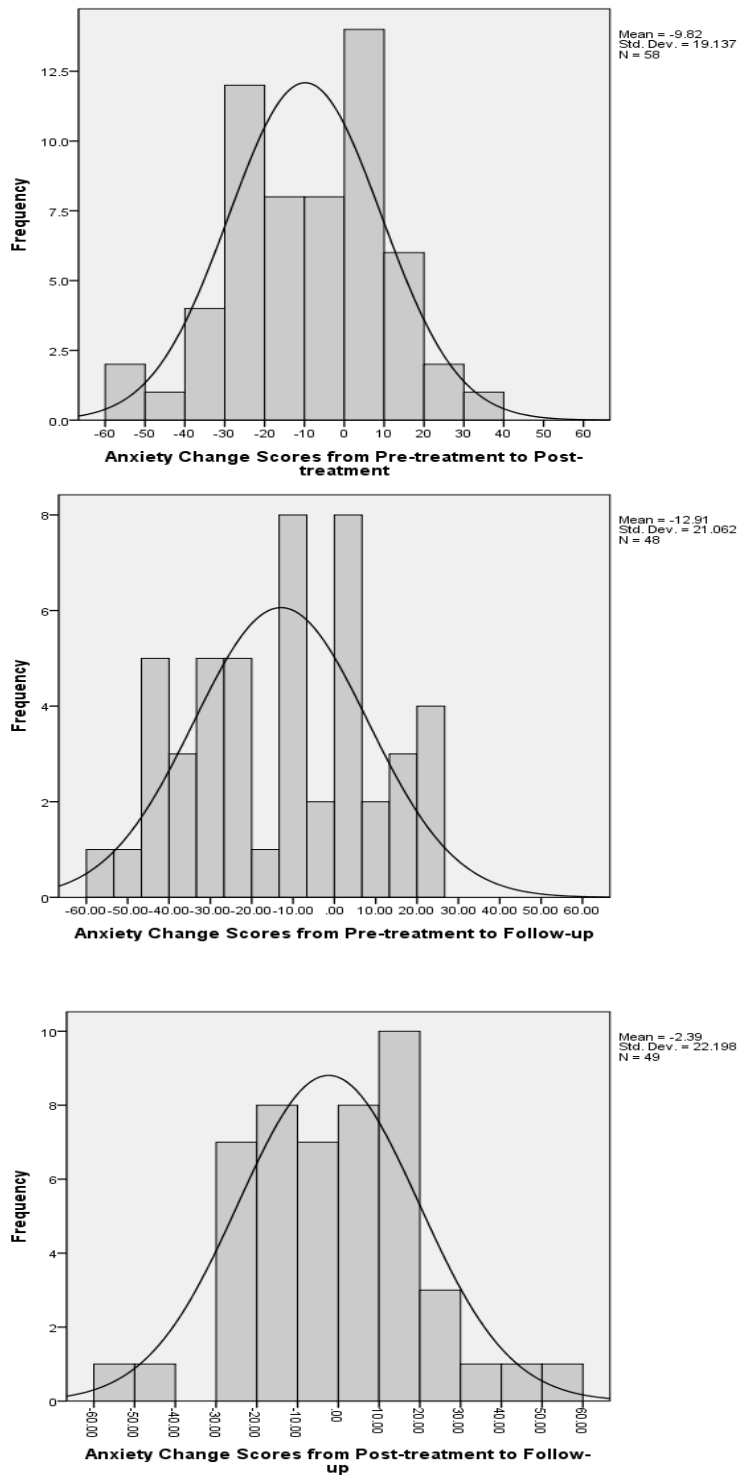 Mean = -9.82
Std. Dev. = 19.137
N = 58
12.5
10.0
7.5
5.0
2.5
0.0
Frequency
-60 -50 -40 -30 -20 -10 0 10 20 30 40 50 60
Anxiety Change Scores from Pre-treatment to Post-
treatment
Mean = -12.91
Std. Dev. = 21.062
N = 48
8
6
4
2
0
Frequency
-60.00 -50.00 -40.00 -30.00 -20.00 -10.00 .00 10.00 20.00 30.00 40.00 50.00 60.00
Anxiety Change Scores from Pre-treatment to Follow-up
Mean = -2.39
Std. Dev. = 22.198
N = 49
10
8
6
4
2
0
Frequency
-60.00 -50.00 -40.00 -30.00 -20.00 -10.00 .00 10.00 20.00 30.00 40.00 50.00 60.00
Anxiety Change Scores from Post-treatment to Follow-
up